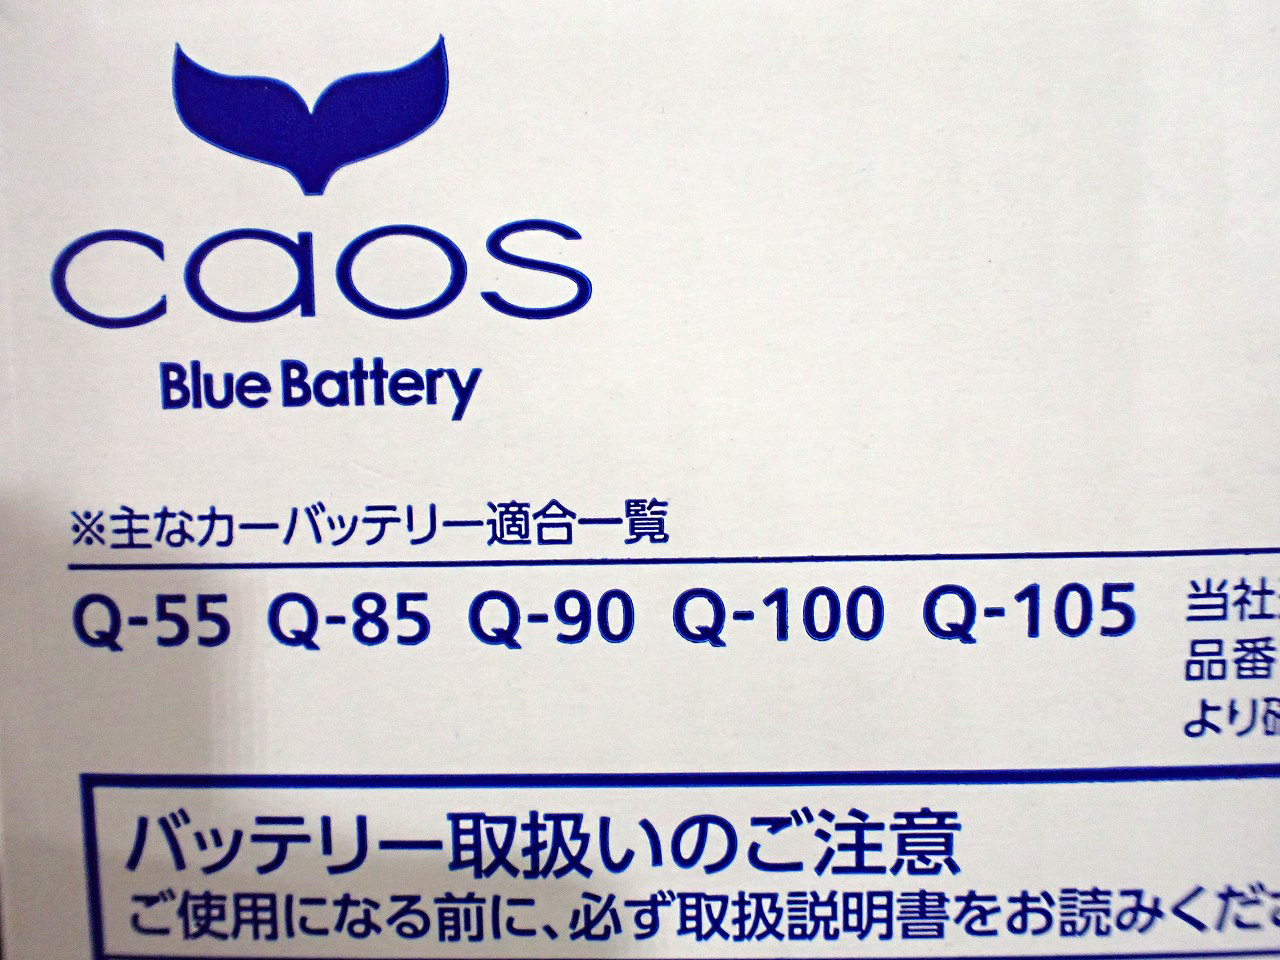 caos
Blue Battery
※主なカーバッテリー適合一覧
Q-55 Q-85 Q-90 Q-100 Q-105
当社
品番
より
バッテリー取扱いのご注意
ご使用になる前に、必ず取扱説明書をお読みくだ